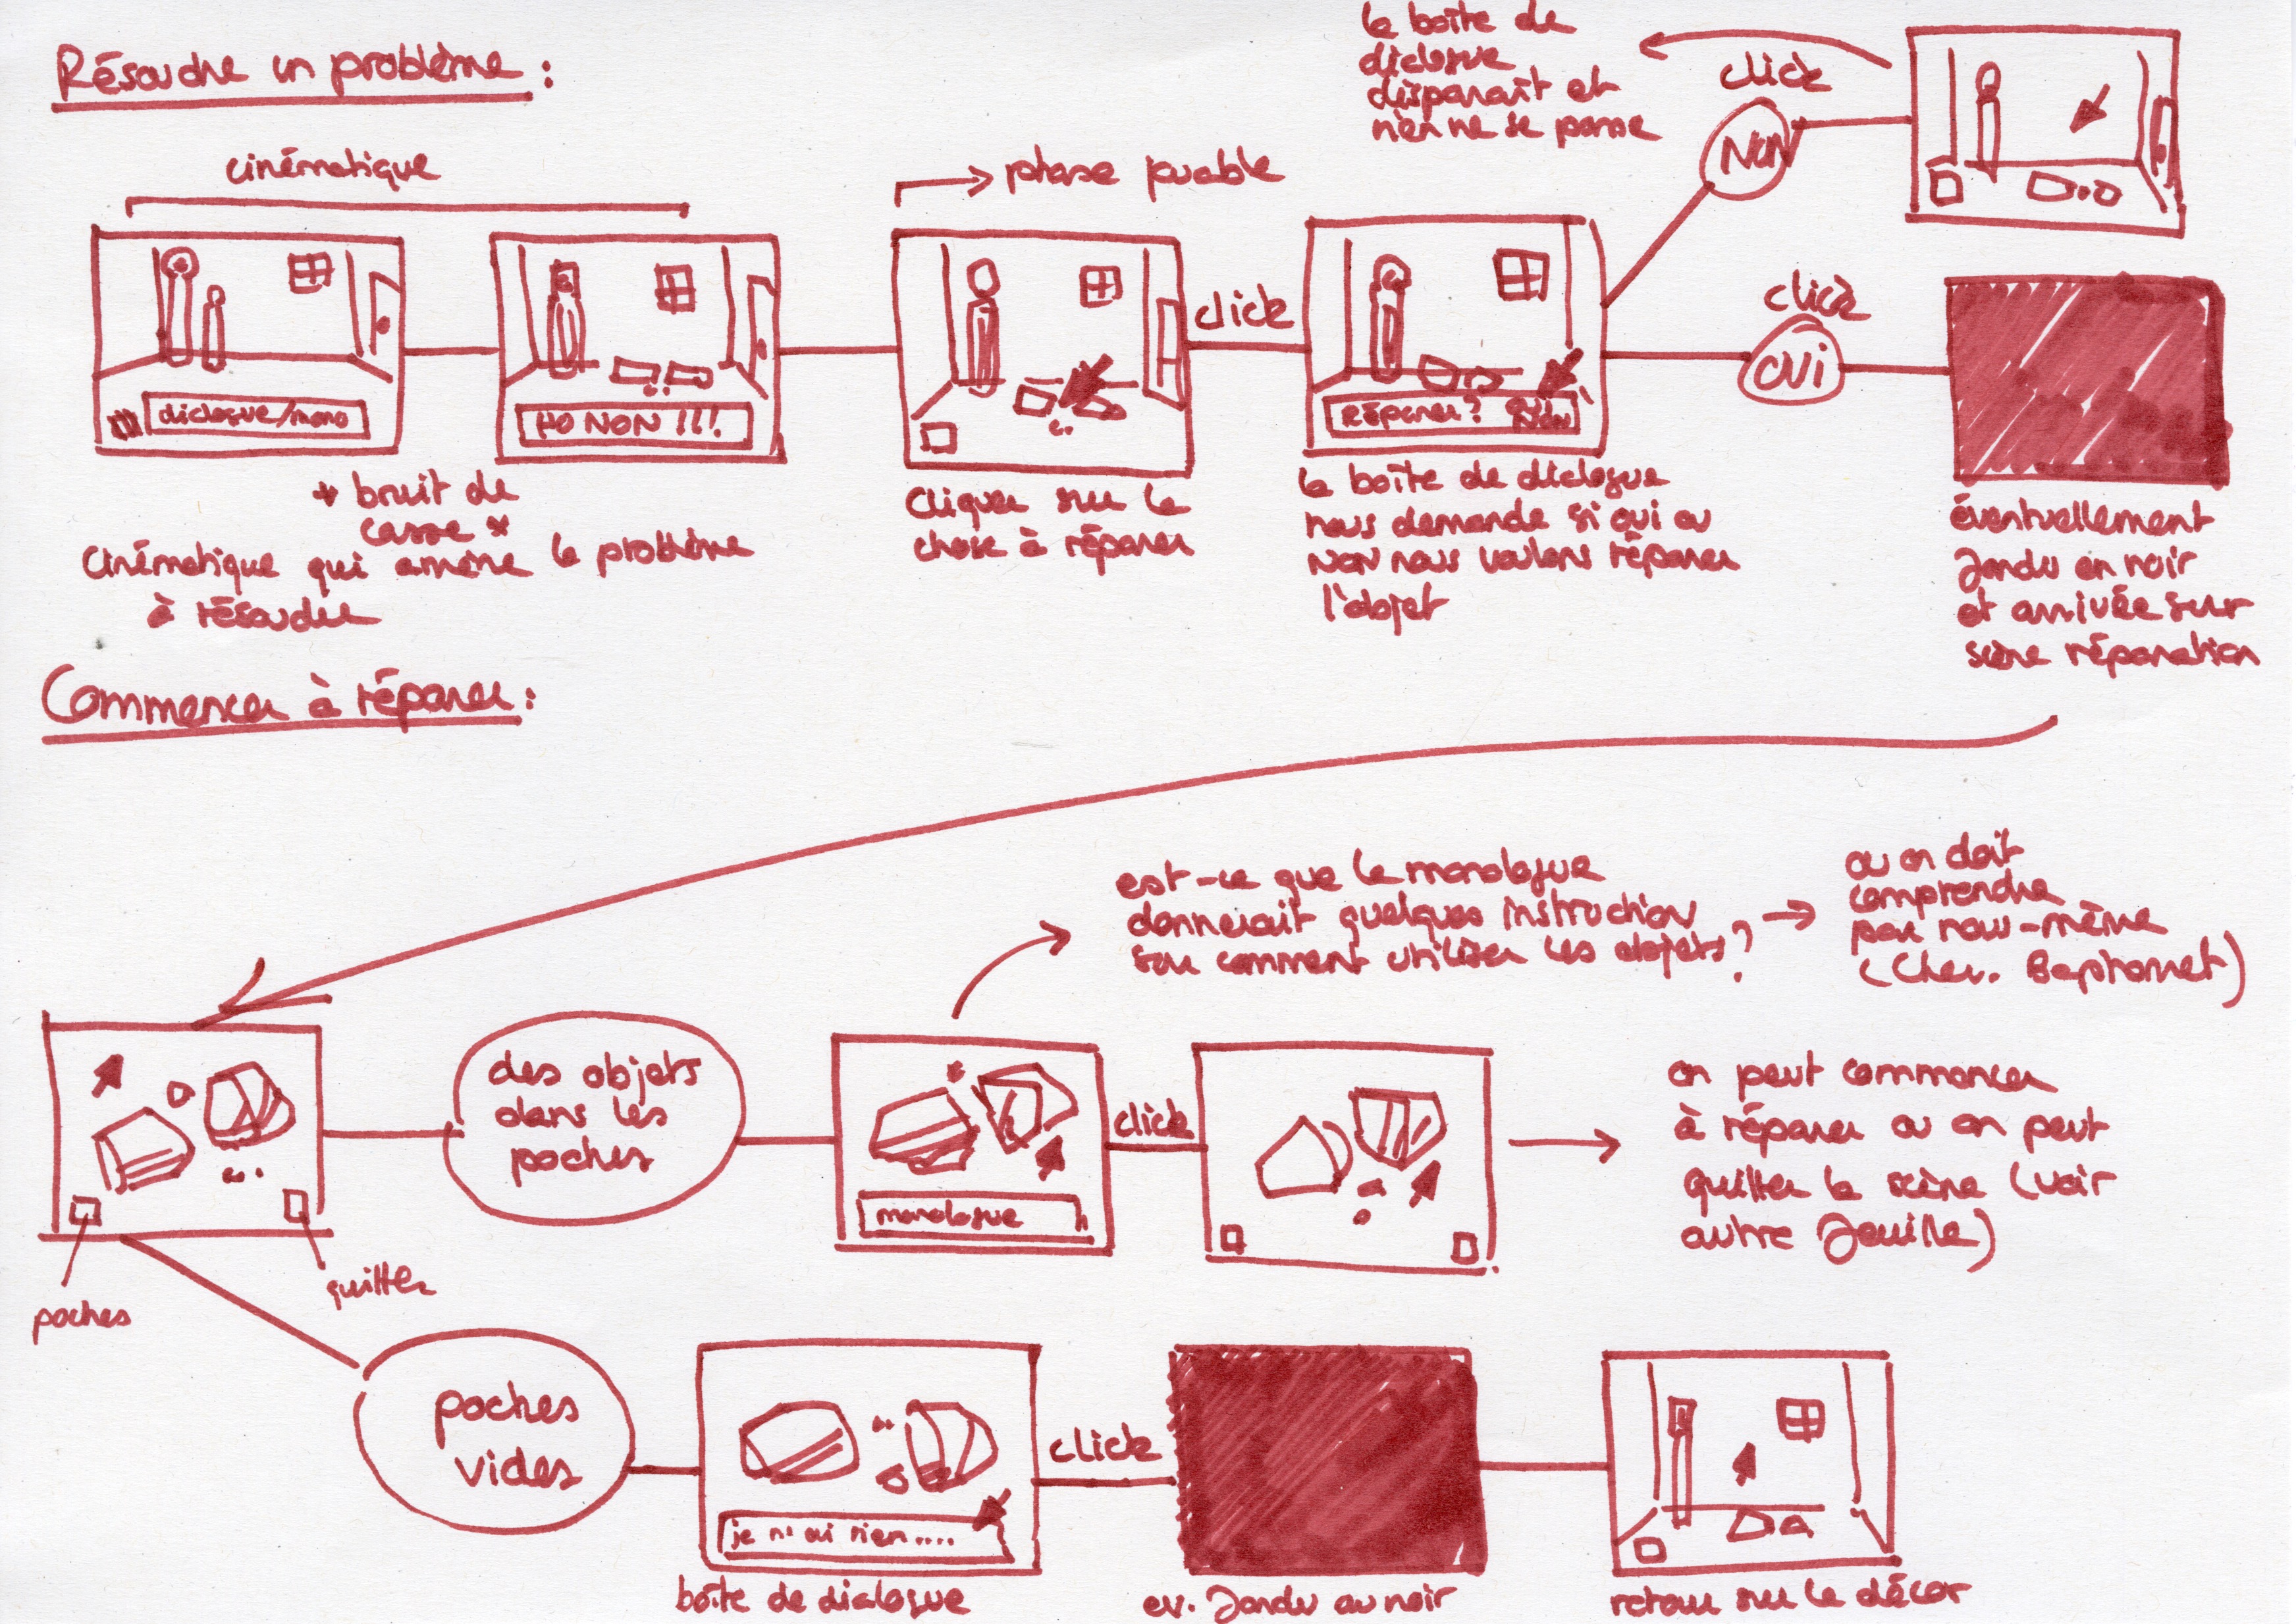 Résoudre un problème :
cinématique
dialogue/mono
HO NON !!!
* bruit de
casse *
Cinématique qui amène le problème
à résoudre
→ phase jouable
Cliquer sur le
chose à réparer
click
Réparer? OUI
NON
la boîte de dialogue
nous demande si oui ou
NON nous voulons réparer
l'objet
click
NON
la boîte de
dialogue
disparaît et
rien ne se passe
click
OUI
éventuellement
fondu en noir
et arrivée sur
scène réparation
Commencer à réparer :
poches
quitter
des objets
dans les
poches
monologue
est-ce que le monologue
donnerait quelques instruction
sur comment utiliser les objets ?
→ ou on doit
comprendre
par nous-même
(Cher. Baphomet)
click
on peut commencer
à réparer ou on peut
quitter la scène (voir
autre feuille)
poches
vides
je n'ai rien....
boîte de dialogue
click
ev. fondu au noir
retour sur le décor